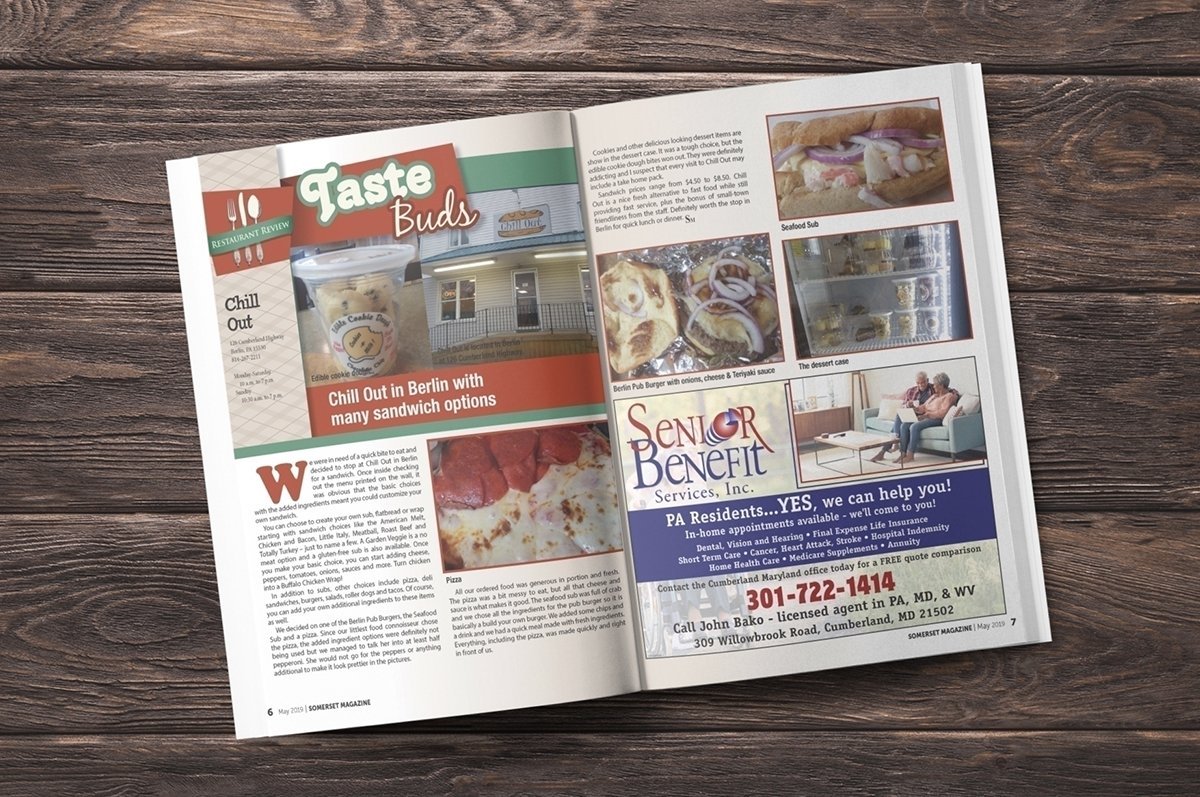 Taste
Buds
RESTAURANT REVIEW
Chill
Out
Berlin, PA 15530
814-267-2211
Monday-Saturday
10 a.m. to 7 p.m.
Sunday
10:30 a.m. to 7 p.m.
Chill Out
Edible Cookie Dough
Edible cookie dough
Chill Out in Berlin with
many sandwich options
We were in need of a quick bite to eat and
decided to stop at Chill Out in Berlin
for a sandwich. Once inside checking
out the menu printed on the wall, it
was obvious that the basic choices
with the added ingredients meant you could customize your
own sandwich.
You can choose to create your own sub, flatbread or wrap
starting with sandwich choices like the American Melt,
Chicken and Bacon, Little Italy, Meatball, Roast Beef and
Totally Turkey – just to name a few. A Garden Veggie is a no
meat option and a gluten-free sub is also available. Once
you make your basic choice, you can start adding cheese,
peppers, tomatoes, onions, sauces and more. Turn chicken
into a Buffalo Chicken Wrap!
In addition to subs, other choices include pizza, deli
sandwiches, burgers, salads, roller dogs and tacos. Of course,
you can add your own additional ingredients to these items
as well.
We decided on one of the Berlin Pub Burgers, the Seafood
Sub and a pizza. Since our littlest food connoisseur chose
the pizza, the added ingredient options were definitely not
being used but we managed to talk her into at least half
pepperoni. She would not go for the peppers or anything
additional to make it look prettier in the pictures.
Pizza
All our ordered food was generous in portion and fresh.
The pizza was a bit messy to eat, but all that cheese and
sauce is what makes it good. The seafood sub was full of crab
and we chose all the ingredients for the pub burger so it is
basically a build your own burger. We added some chips and
a drink and we had a quick meal made with fresh ingredients.
Everything, including the pizza, was made quickly and right
in front of us.
6 May 2019 | SOMERSET MAGAZINE
Cookies and other delicious looking dessert items are
show in the dessert case. It was a tough choice, but the
edible cookie dough bites won out. They were definitely
addicting and I suspect that every visit to Chill Out may
include a take home pack.
Sandwich prices range from $4.50 to $8.50. Chill
Out is a nice fresh alternative to fast food while still
providing fast service, plus the bonus of small-town
friendliness from the staff. Definitely worth the stop in
Berlin for quick lunch or dinner. SM
Seafood Sub
Berlin Pub Burger with onions, cheese & Teriyaki sauce
The dessert case
SENIOR
BENEFIT
Services, Inc.
PA Residents...YES, we can help you!
In-home appointments available - we'll come to you!
Dental, Vision and Hearing • Final Expense Life Insurance
Short Term Care • Cancer, Heart Attack, Stroke • Hospital Indemnity
Home Health Care • Medicare Supplements • Annuity
Contact the Cumberland Maryland office today for a FREE quote comparison
301-722-1414
Call John Bako - licensed agent in PA, MD, & WV
309 Willowbrook Road, Cumberland, MD 21502
SOMERSET MAGAZINE | May 2019 7